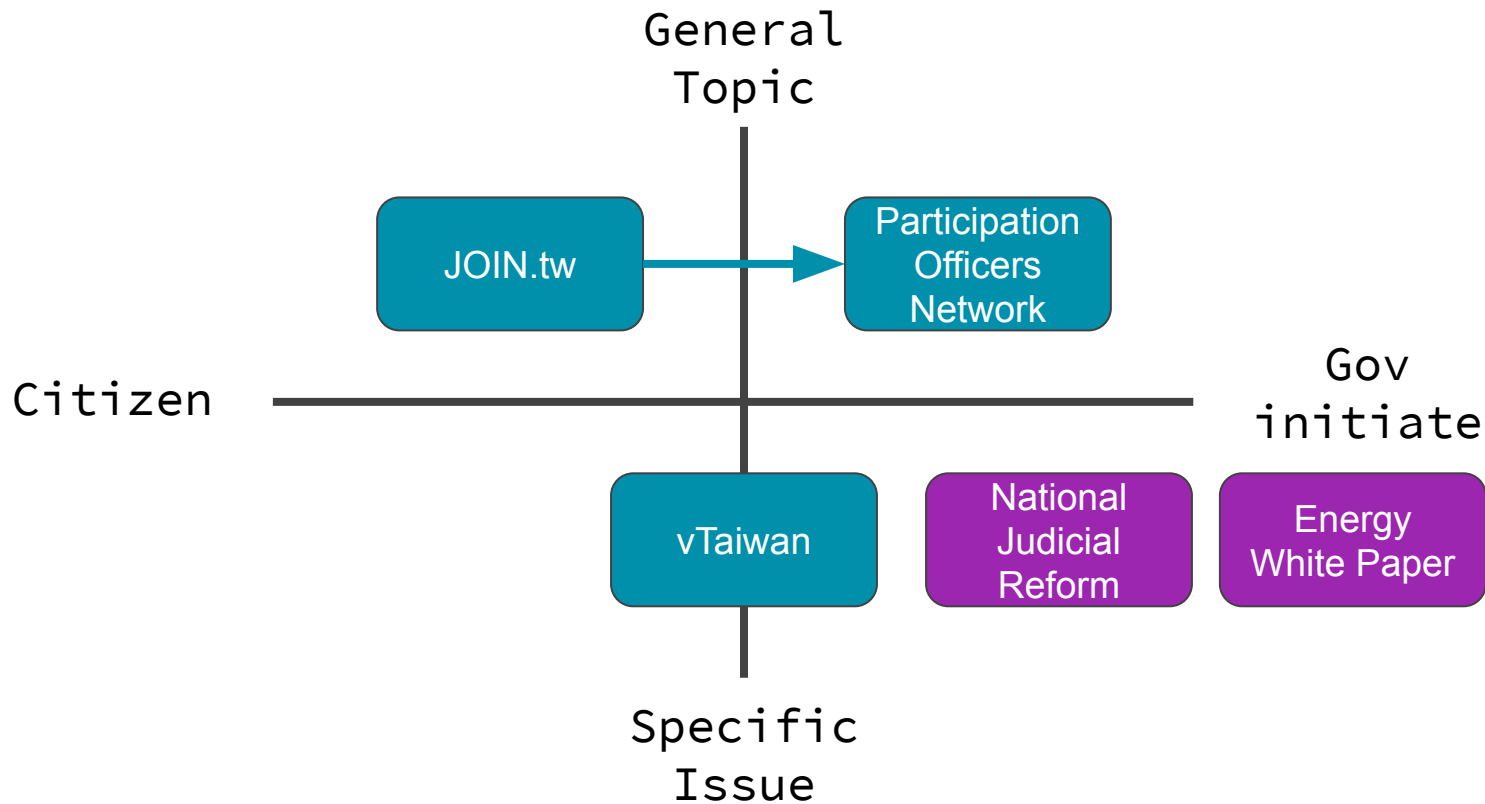 General
Topic
JOIN.tw
Participation
Officers
Network
Citizen
Gov
initiate
vTaiwan
National
Judicial
Reform
Energy
White Paper
Specific
Issue